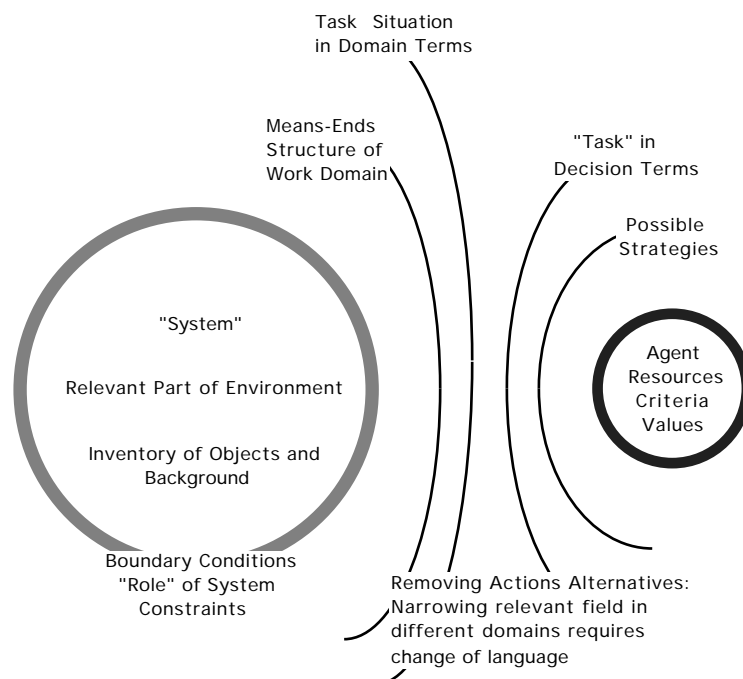 Task Situation
in Domain Terms
Means-Ends
Structure of
Work Domain
"Task" in
Decision Terms
Possible
Strategies
"System"
Relevant Part of Environment
Inventory of Objects and
Background
Agent
Resources
Criteria
Values
Boundary Conditions
"Role" of System
Constraints
Removing Actions Alternatives:
Narrowing relevant field in
different domains requires
change of language